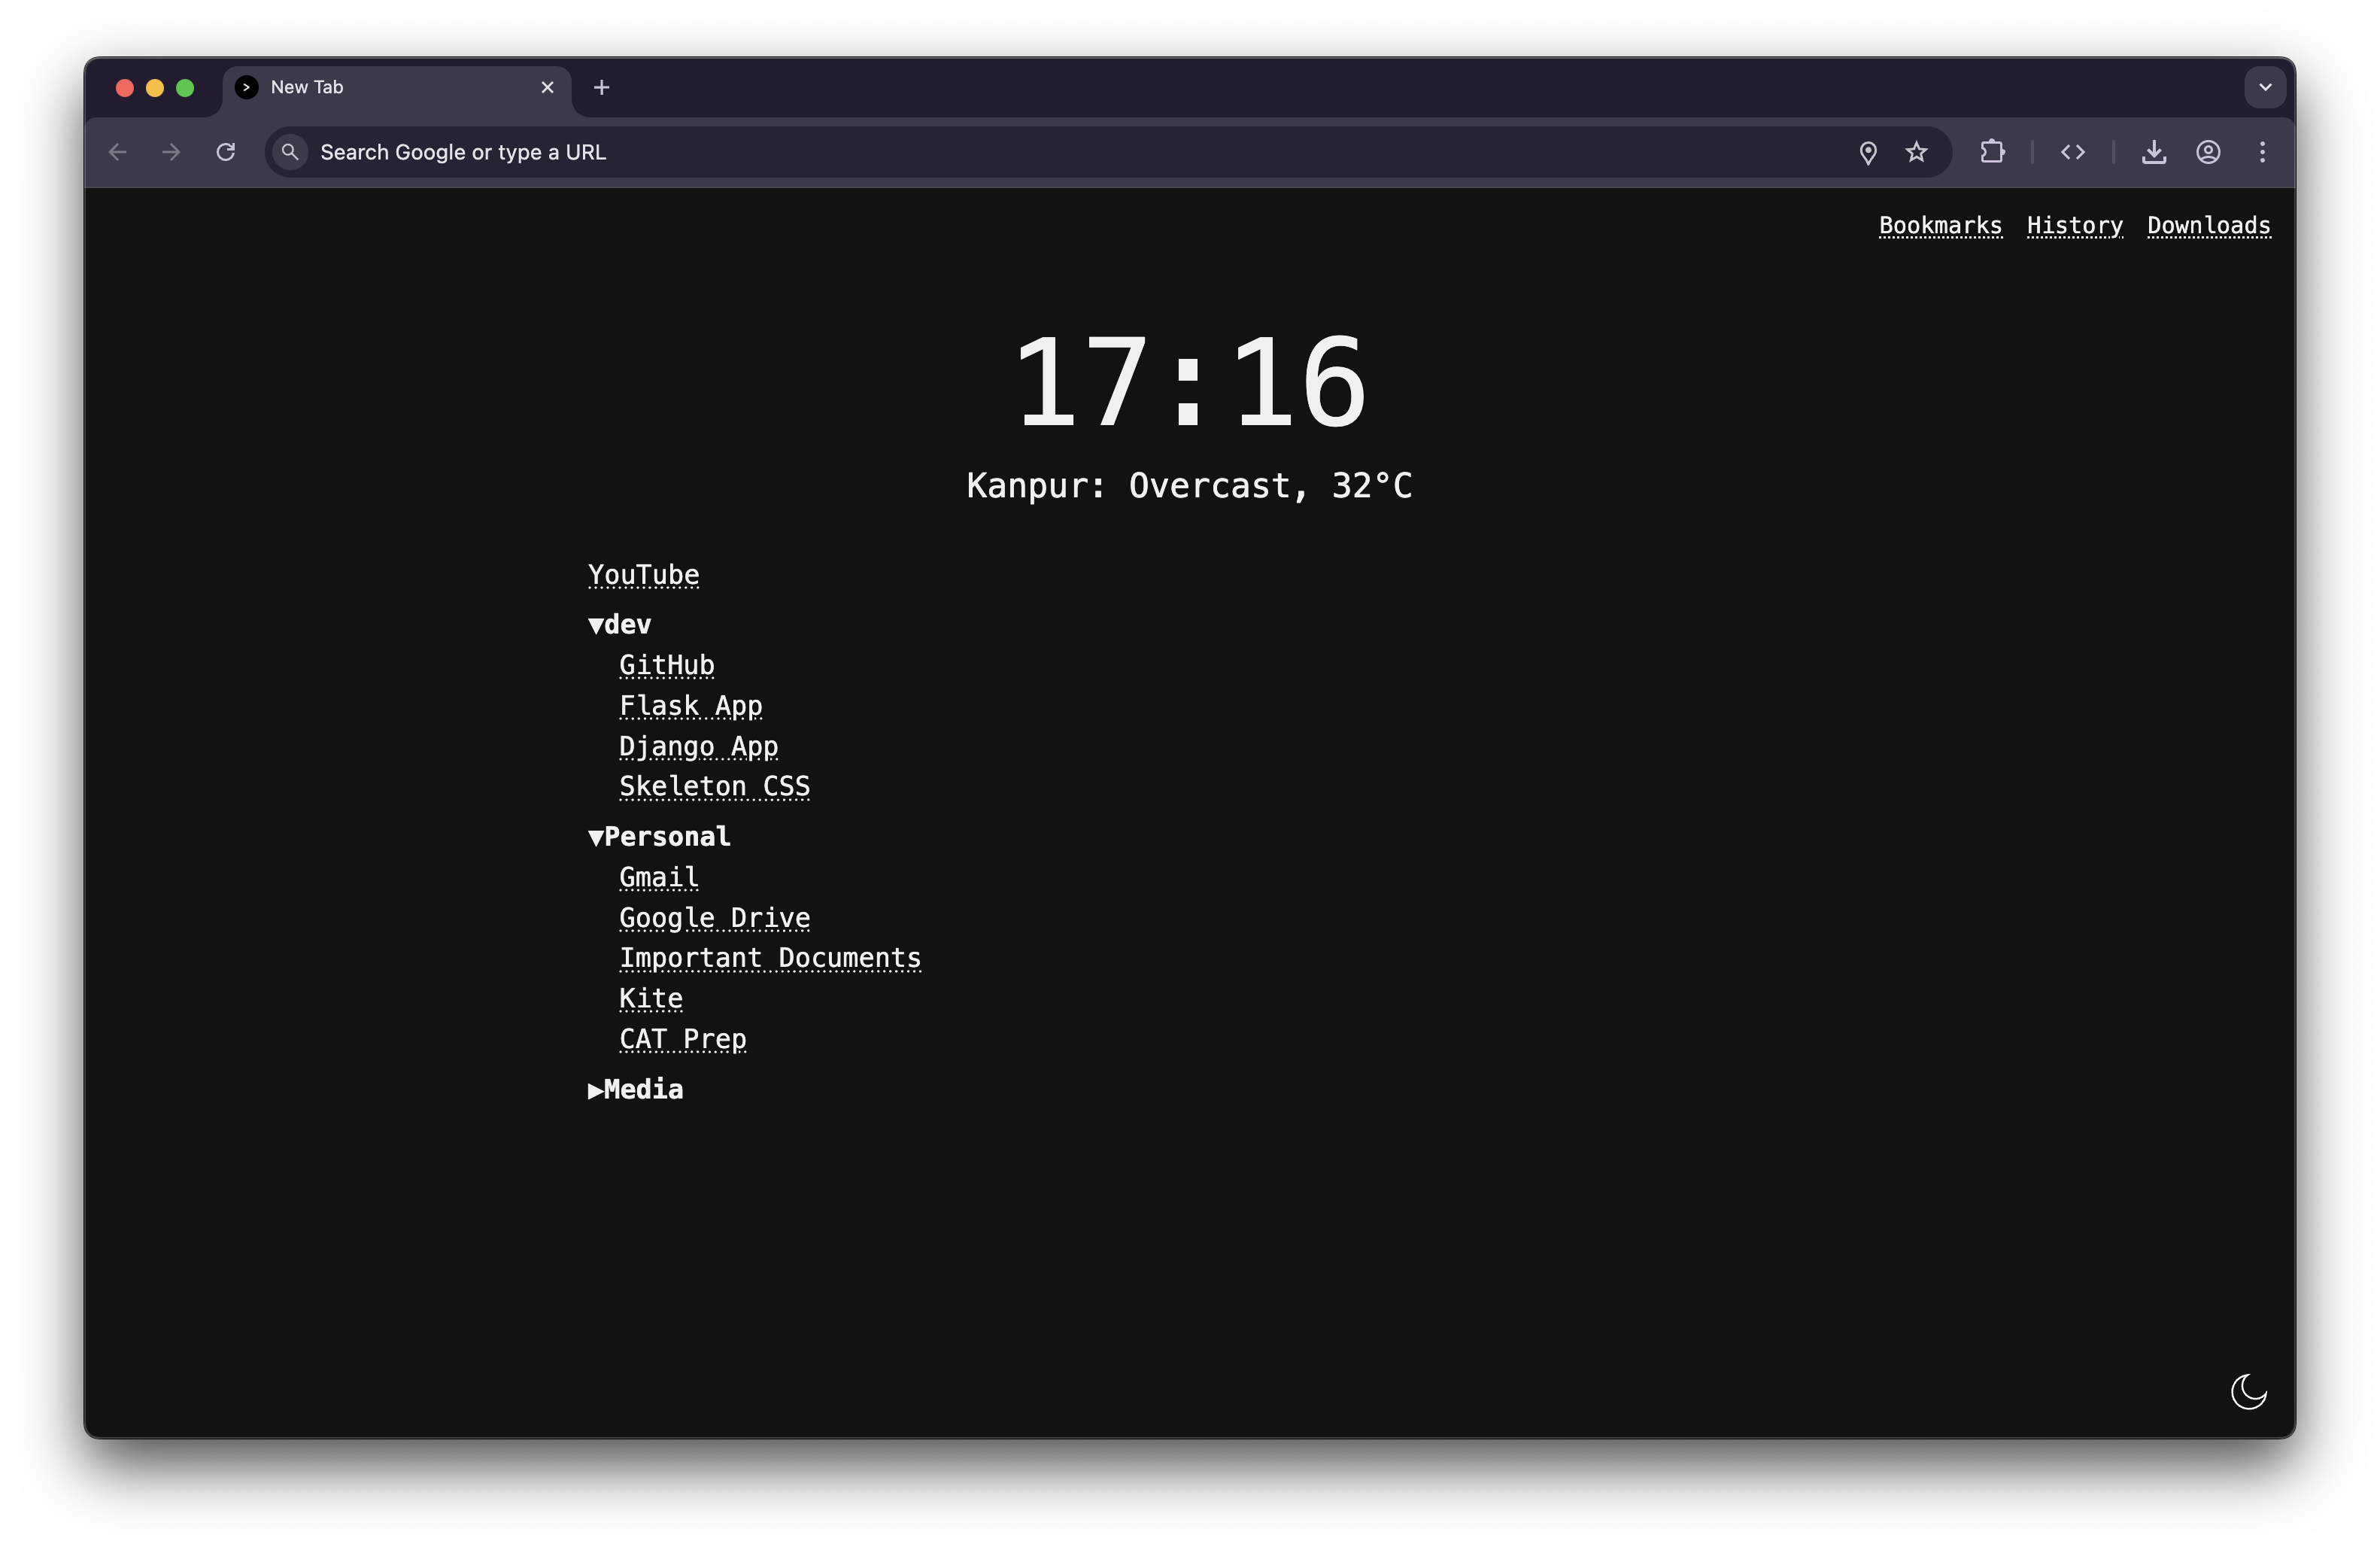 New Tab
Search Google or type a URL
Bookmarks History Downloads
17:16
Kanpur: Overcast, 32°C
YouTube
▼dev
GitHub
Flask App
Django App
Skeleton CSS
▼Personal
Gmail
Google Drive
Important Documents
Kite
CAT Prep
▶Media